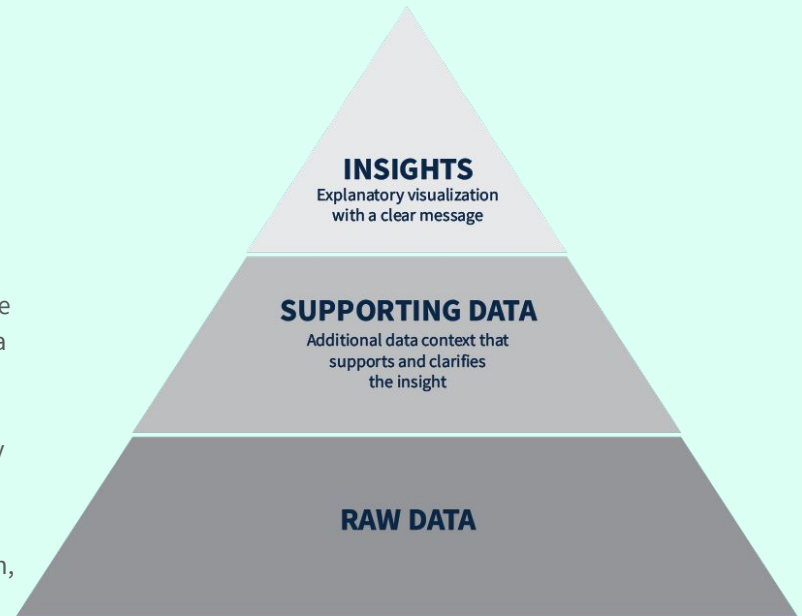 INSIGHTS
Explanatory visualization
with a clear message
SUPPORTING DATA
Additional data context that
supports and clarifies
the insight
RAW DATA